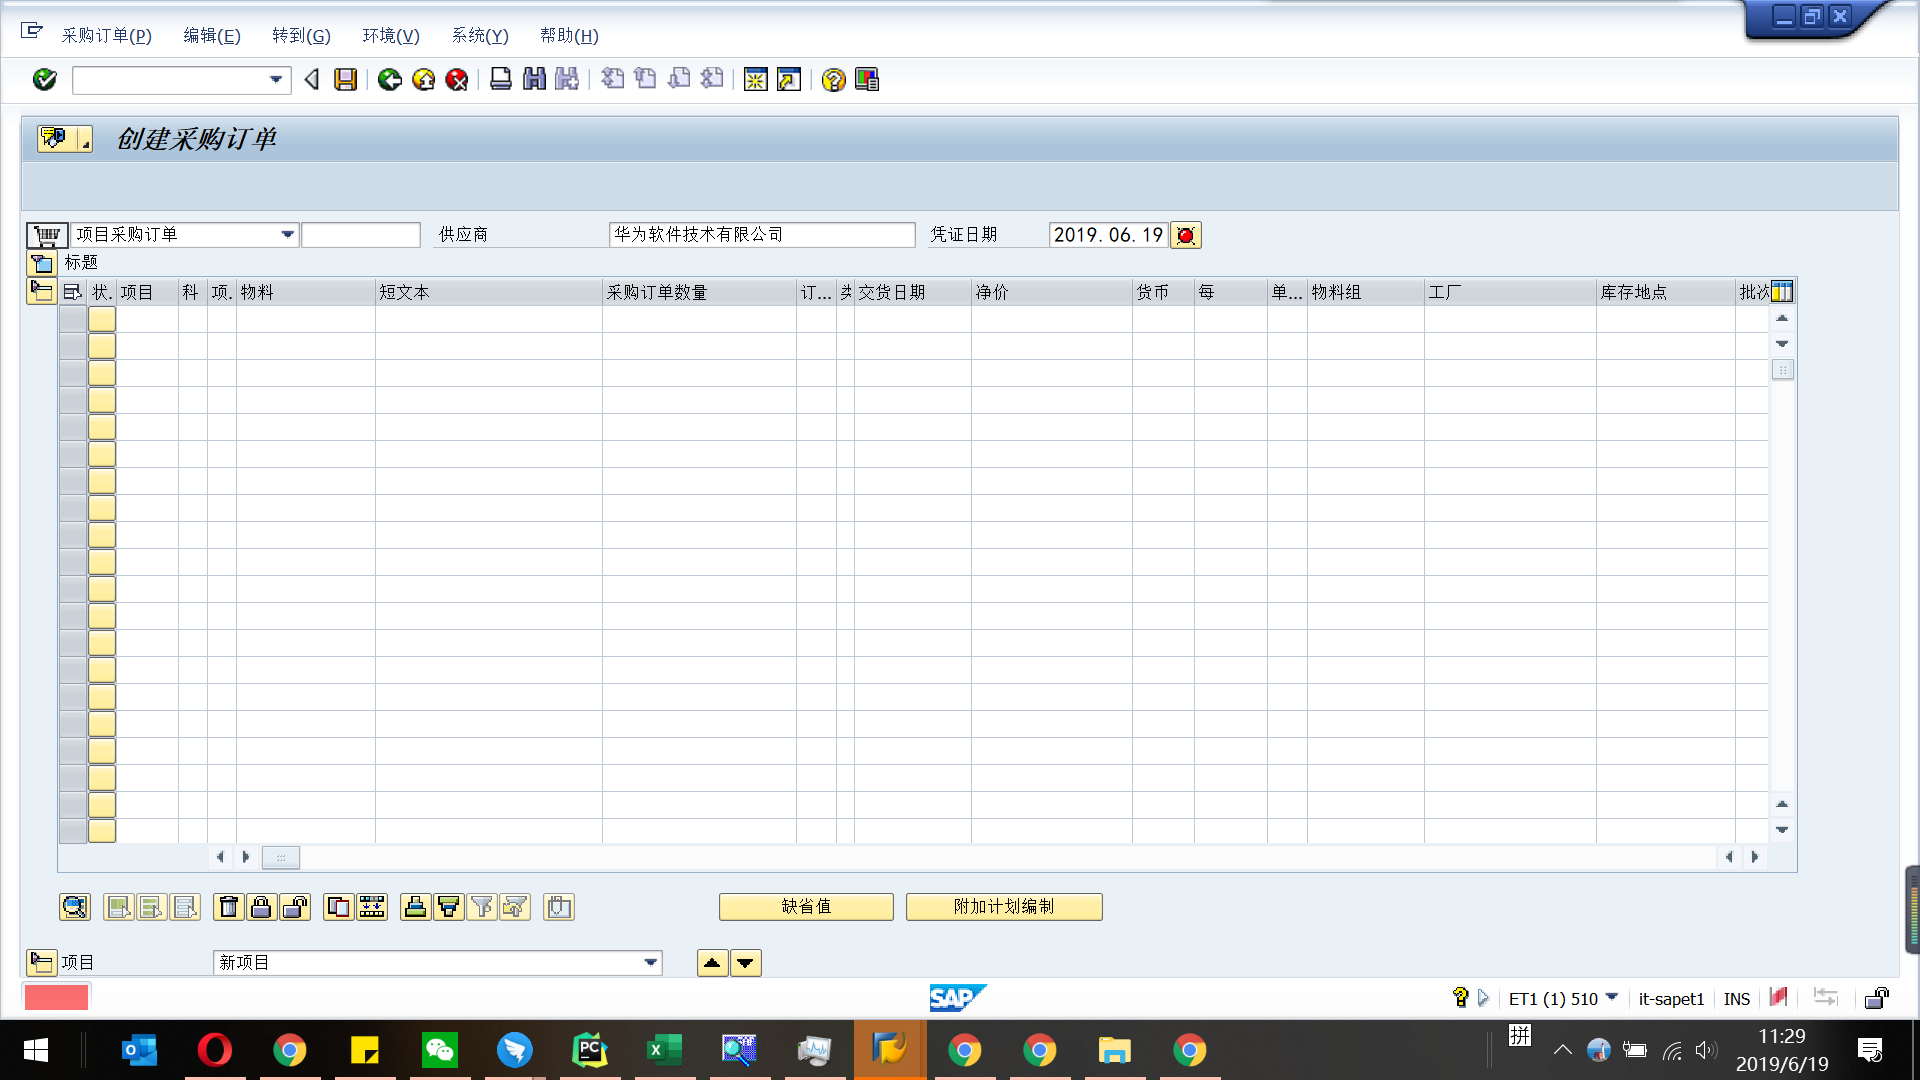 采购订单(P) 编辑(E) 转到(G) 环境(V) 系统(Y) 帮助(H)
创建采购订单
项目采购订单 供应商 华为软件技术有限公司 凭证日期 2019.06.19
标题
状. 项目 科 项. 物料 短文本 采购订单数量 订... 交货日期 净价 货币 每 单... 物料组 工厂 库存地点 批次
缺省值 附加计划编制
项目 新项目
SAP ET1 (1) 510 it-sapet1 INS
拼
11:29
2019/6/19